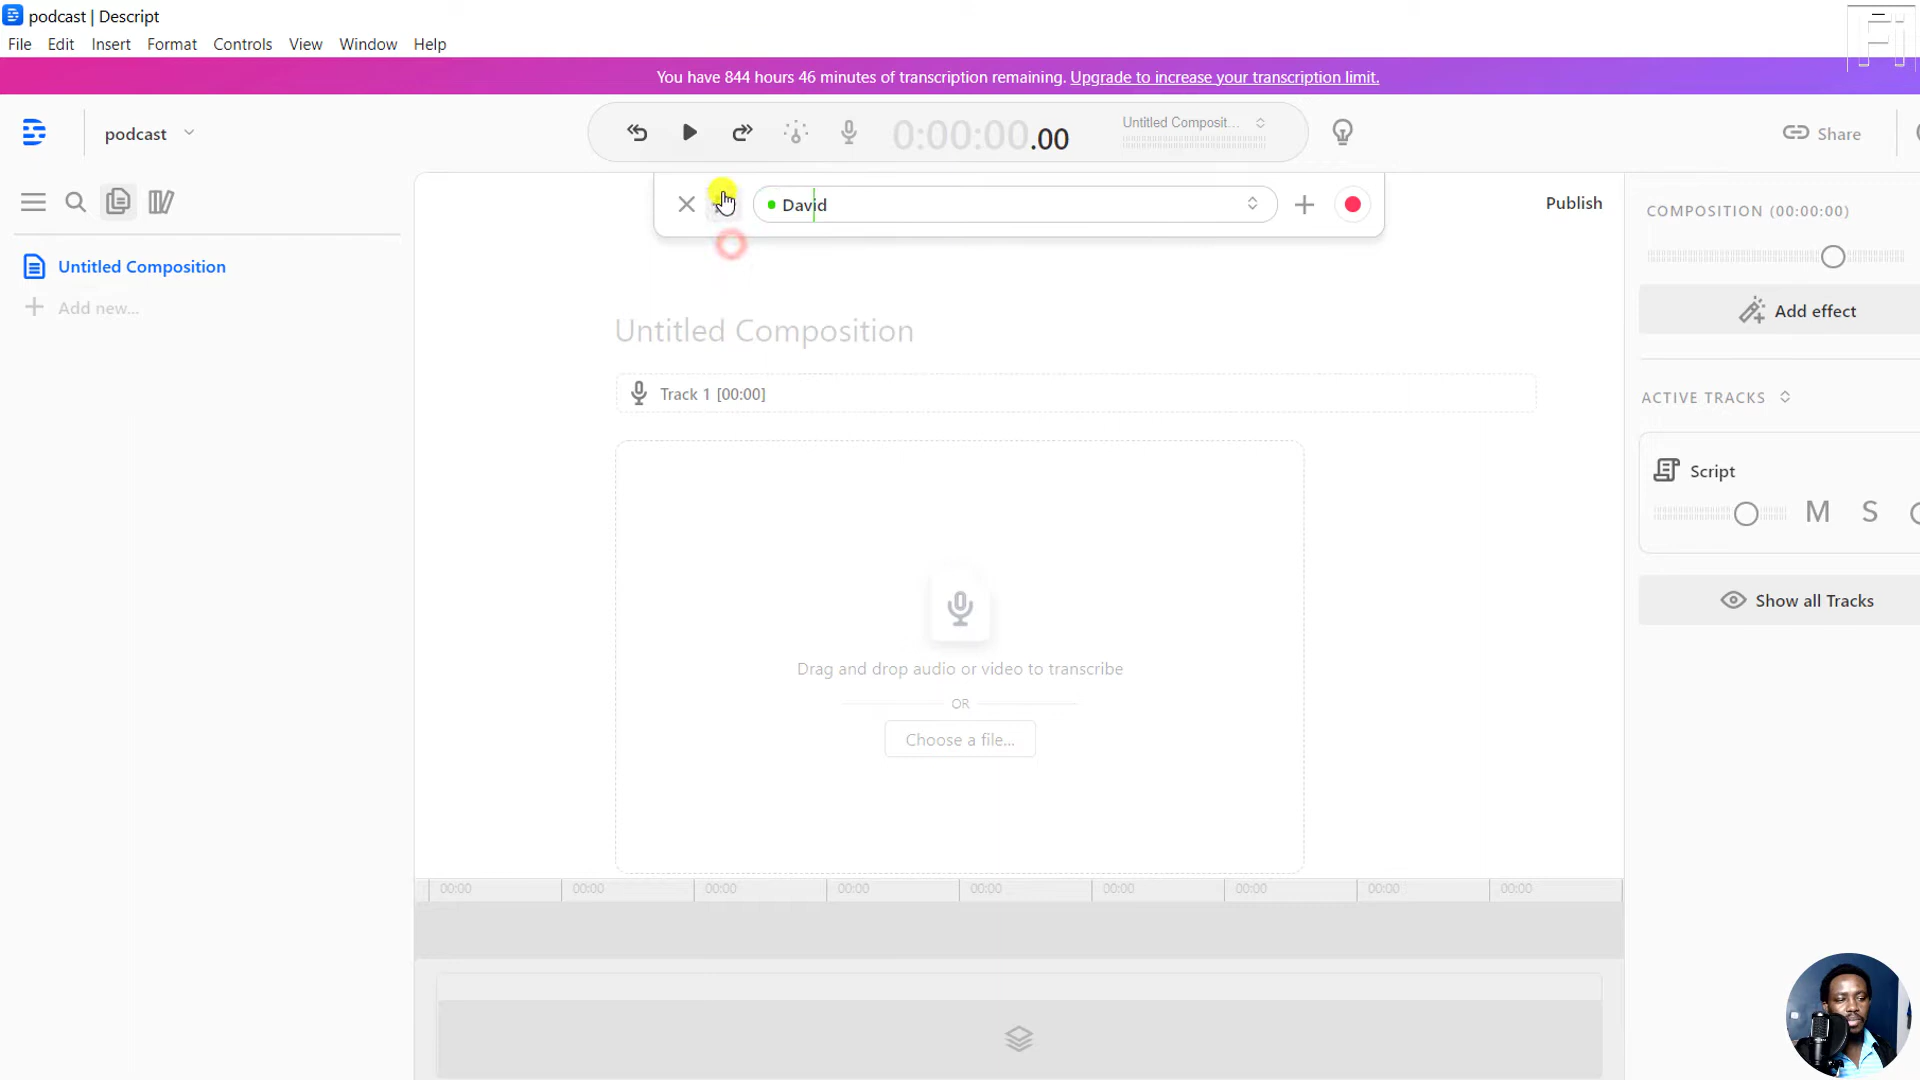 podcast | Descript
File Edit Insert Format Controls View Window Help
You have 844 hours 46 minutes of transcription remaining. Upgrade to increase your transcription limit.
podcast
0:00:00.00
Untitled Composit...
Share
David
Publish
COMPOSITION (00:00:00)
Untitled Composition
Add new...
Add effect
Untitled Composition
Track 1 [00:00]
ACTIVE TRACKS
Script
M S
Show all Tracks
Drag and drop audio or video to transcribe
OR
Choose a file...
00:00 00:00 00:00 00:00 00:00 00:00 00:00 00:00 00:00